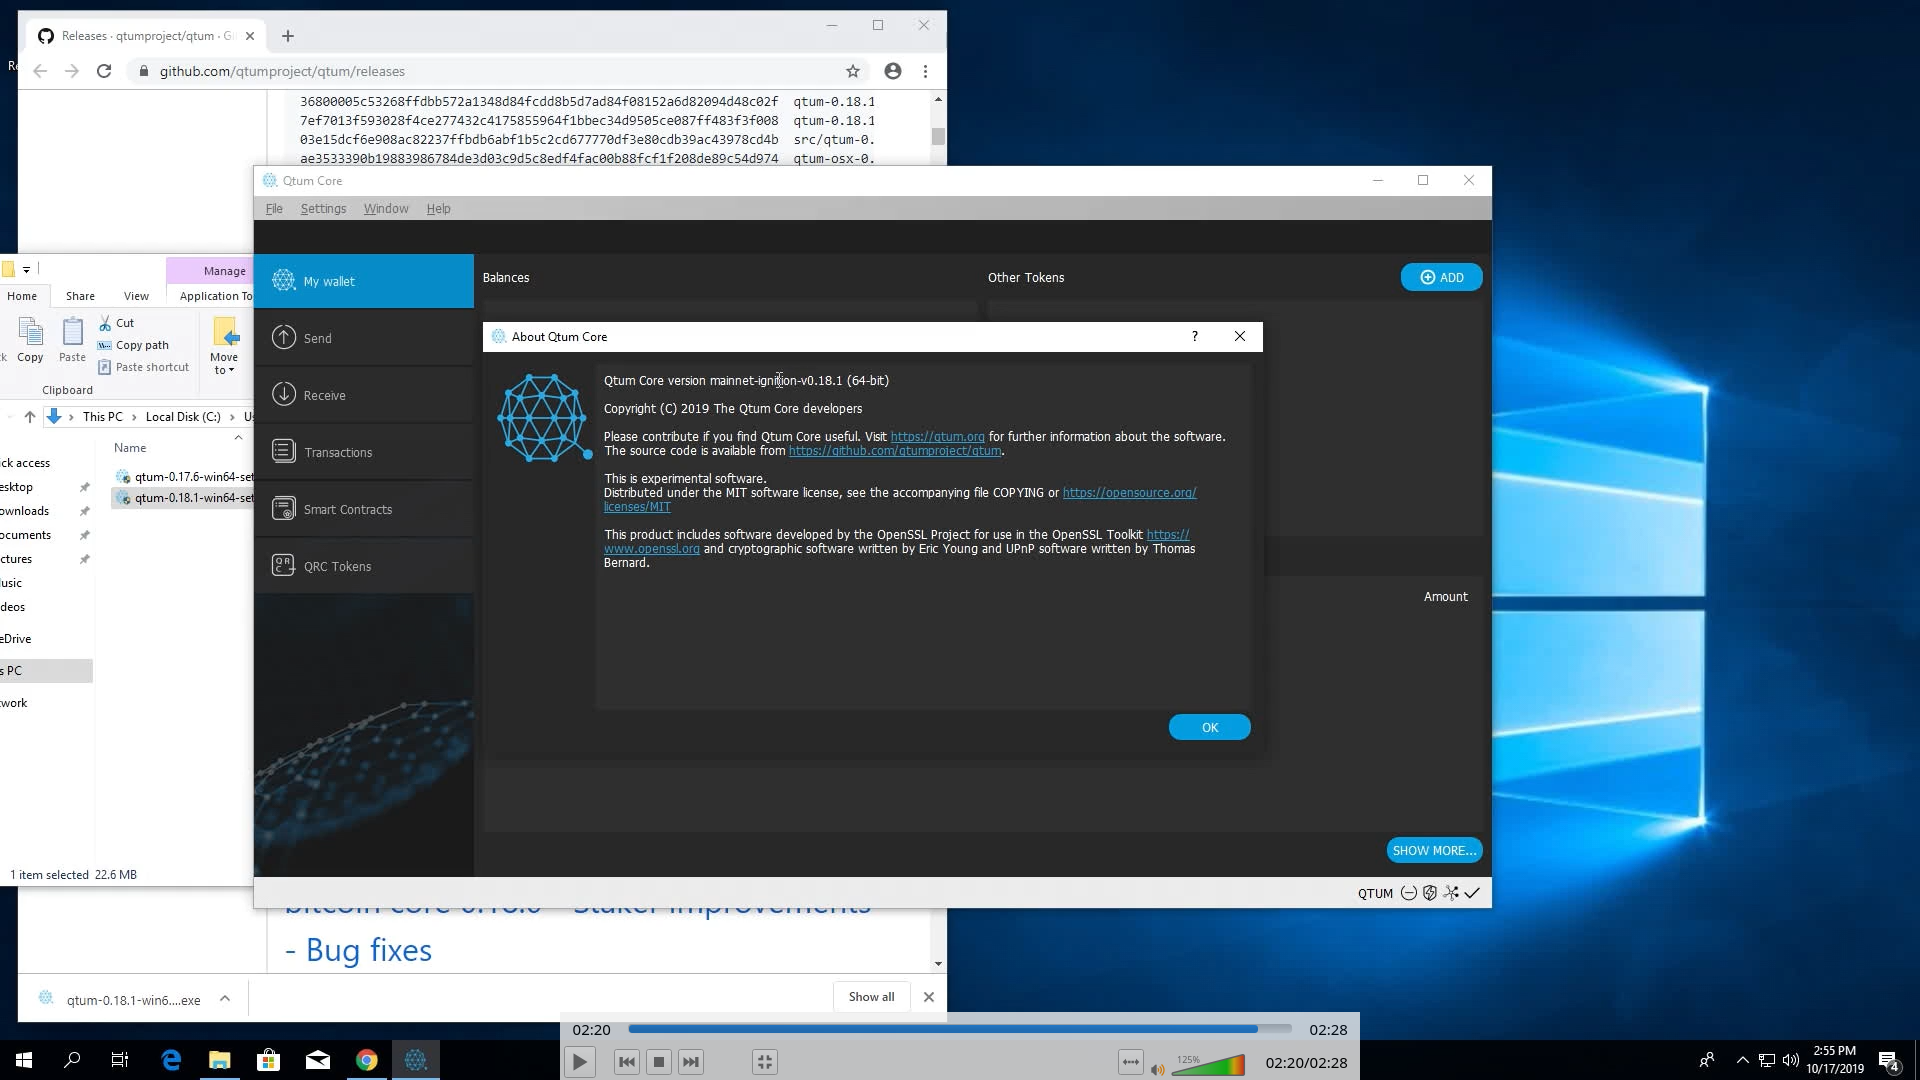 Releases · qtumproject/qtum · G
github.com/qtumproject/qtum/releases
36800005c53268ffdbb572a1348d84fcdd8b5d7ad84f08152a6d82094d48c02f qtum-0.18.1
7ef7013f593028f4ce277432c4175855964f1bbec34d9505ce087ff483f3f008 qtum-0.18.1
03e15dcf6e908ac82237ffbdb6abf1b5c2cd677770df3e80cdb39ac43978cd4b src/qtum-0.
ae3533390b19883986784de3d03c9d5c8edf4fac00b88fcf1f208de89c54d974 qtum-osx-0.
Qtum Core
File Settings Window Help
Manage
Home Share View Application To
Copy
Paste
Cut
Copy path
Paste shortcut
Move
to
Clipboard
This PC > Local Disk (C:) > Us
Name
qtum-0.17.6-win64-set
qtum-0.18.1-win64-set
ick access
esktop
ownloads
ocuments
ctures
usic
deos
eDrive
s PC
work
1 item selected 22.6 MB
My wallet
Send
Receive
Transactions
Smart Contracts
QRC Tokens
Balances
Other Tokens
ADD
About Qtum Core
?
Qtum Core version mainnet-ignition-v0.18.1 (64-bit)
Copyright (C) 2019 The Qtum Core developers
Please contribute if you find Qtum Core useful. Visit https://qtum.org for further information about the software.
The source code is available from https://github.com/qtumproject/qtum.
This is experimental software.
Distributed under the MIT software license, see the accompanying file COPYING or https://opensource.org/
licenses/MIT
This product includes software developed by the OpenSSL Project for use in the OpenSSL Toolkit https://
www.openssl.org and cryptographic software written by Eric Young and UPnP software written by Thomas
Bernard.
OK
Amount
SHOW MORE...
QTUM
bitcoin core 0.18.0 - Staker improvements
- Bug fixes
qtum-0.18.1-win6....exe
Show all
02:20
02:28
125%
02:20/02:28
2:55 PM
10/17/2019
4